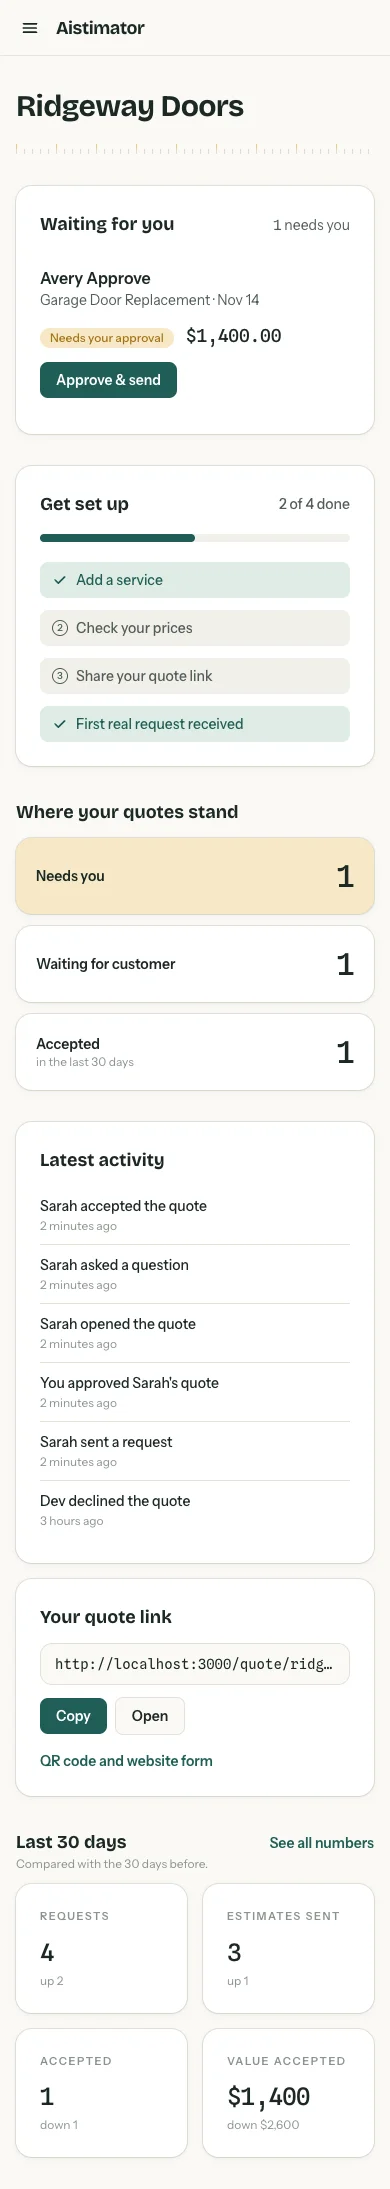 Aistimator
Ridgeway Doors
Waiting for you
1 needs you
Avery Approve
Garage Door Replacement · Nov 14
Needs your approval
$1,400.00
Approve & send
Get set up
2 of 4 done
Add a service
2 Check your prices
3 Share your quote link
First real request received
Where your quotes stand
Needs you
1
Waiting for customer
1
Accepted
in the last 30 days
1
Latest activity
Sarah accepted the quote
2 minutes ago
Sarah asked a question
2 minutes ago
Sarah opened the quote
2 minutes ago
You approved Sarah's quote
2 minutes ago
Sarah sent a request
2 minutes ago
Dev declined the quote
3 hours ago
Your quote link
http://localhost:3000/quote/ridg…
Copy
Open
QR code and website form
Last 30 days
See all numbers
Compared with the 30 days before.
REQUESTS
4
up 2
ESTIMATES SENT
3
up 1
ACCEPTED
1
down 1
VALUE ACCEPTED
$1,400
down $2,600